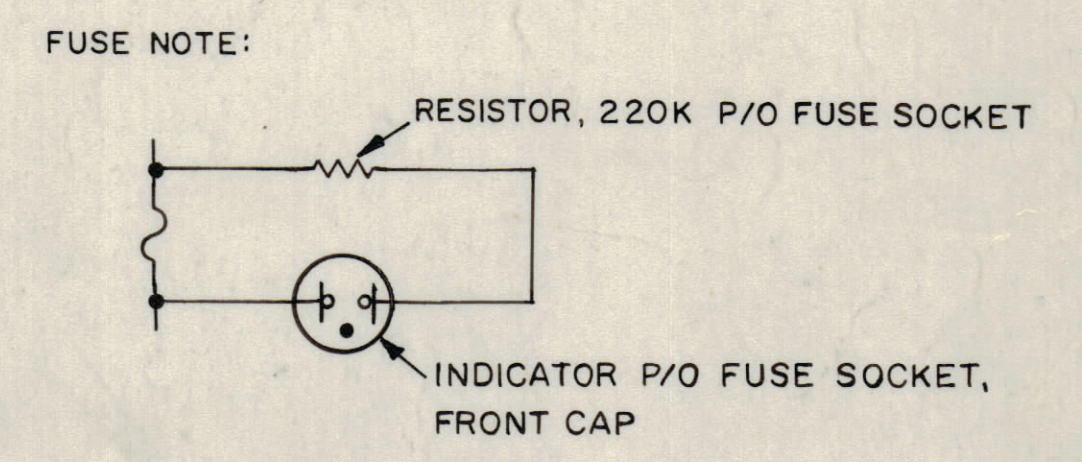 FUSE NOTE:
RESISTOR, 220K P/O FUSE SOCKET
INDICATOR P/O FUSE SOCKET,
FRONT CAP